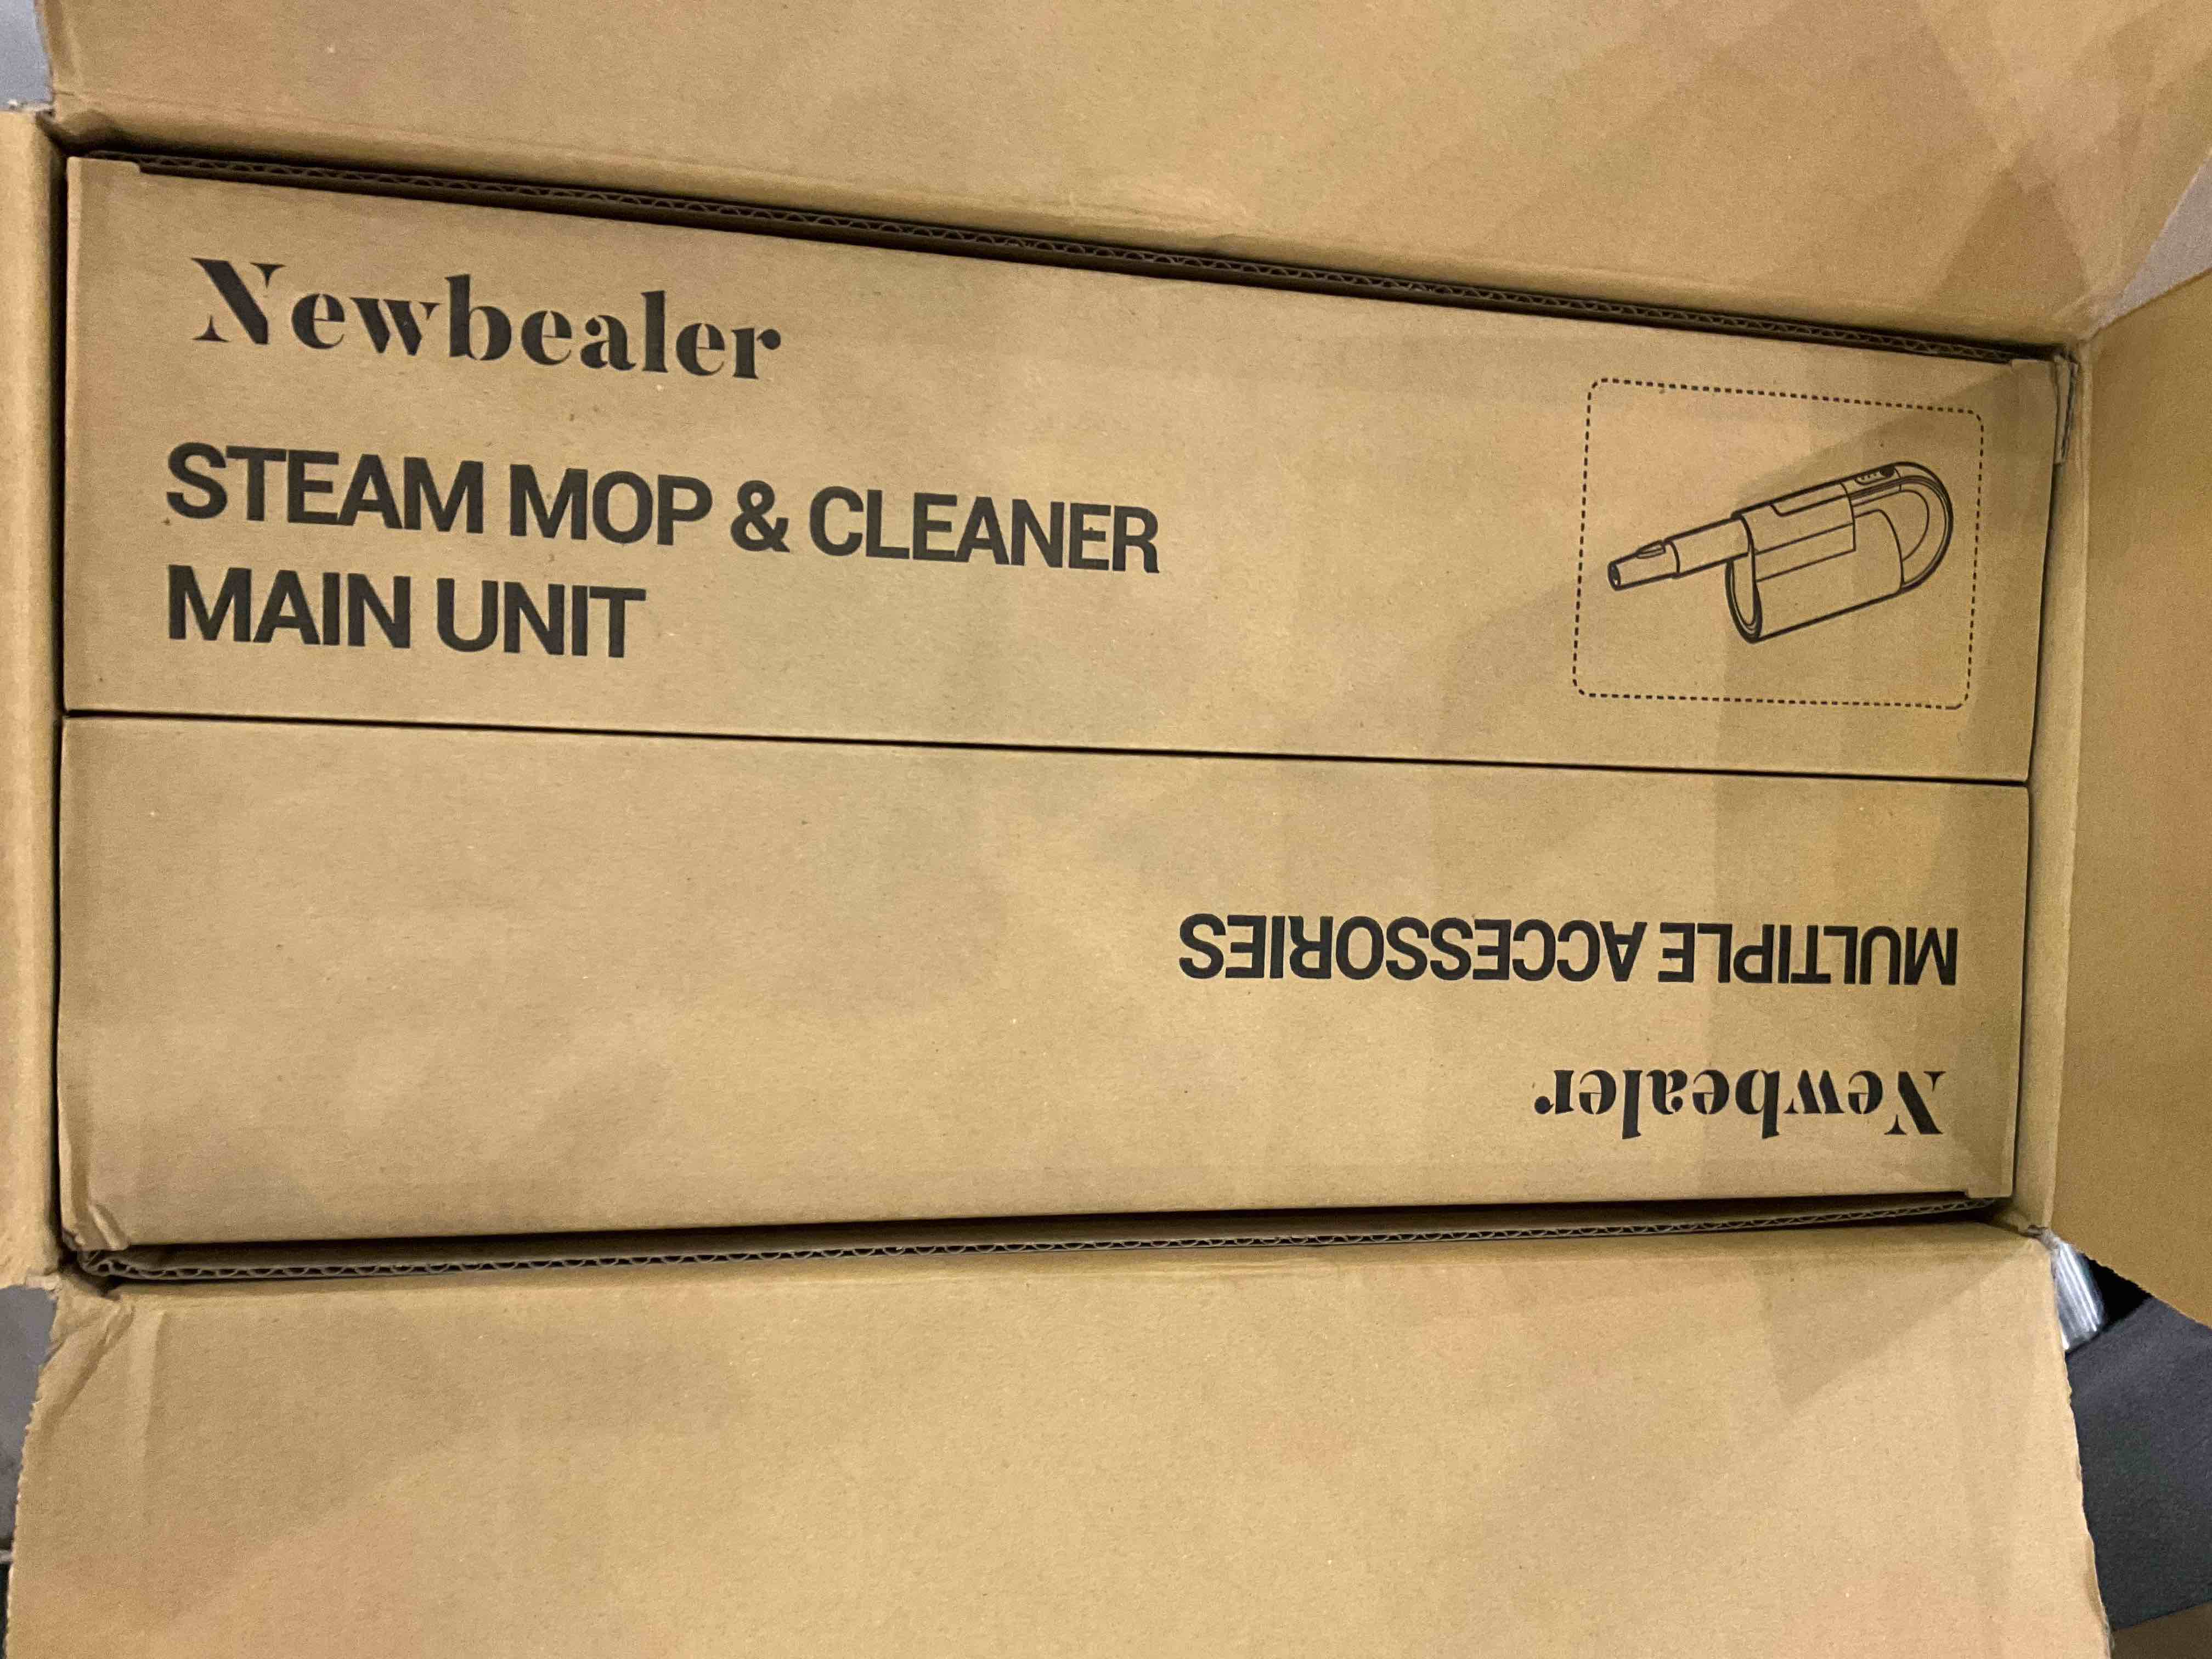 Newbealer
STEAM MOP & CLEANER
MAIN UNIT
Newbealer
MULTIPLE ACCESSORIES